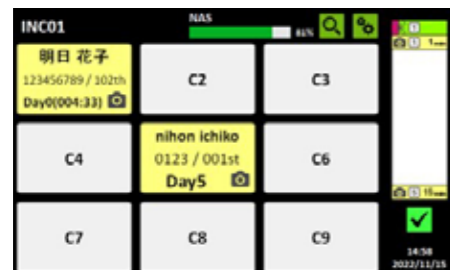 INC01
NAS
81%
明日 花子
123456789 / 102th
Day0(004:33)
C2
C3
C4
nihon ichiko
0123 / 001st
Day5
C6
C7
C8
C9
14:58
2022/11/15